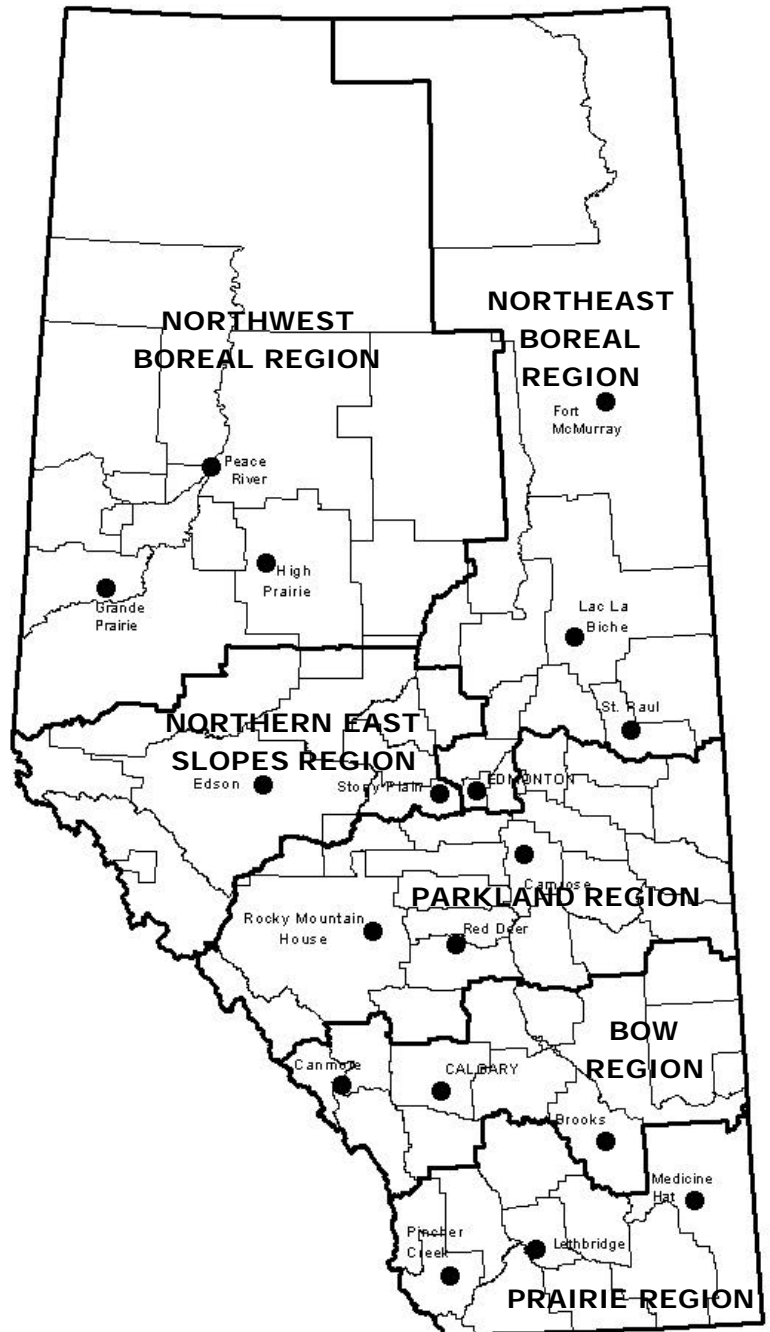 NORTHWEST
BOREAL REGION
NORTHEAST
BOREAL
REGION
Fort
McMurray
Peace
River
High
Prairie
Grande
Prairie
Lac La
Biche
St. Paul
NORTHERN EAST
SLOPES REGION
Edson
Stony Plain
EDMONTON
Camrose
PARKLAND REGION
Rocky Mountain
House
Red Deer
BOW
REGION
Canmore
CALGARY
Brooks
Medicine
Hat
Pincher
Creek
Lethbridge
PRAIRIE REGION